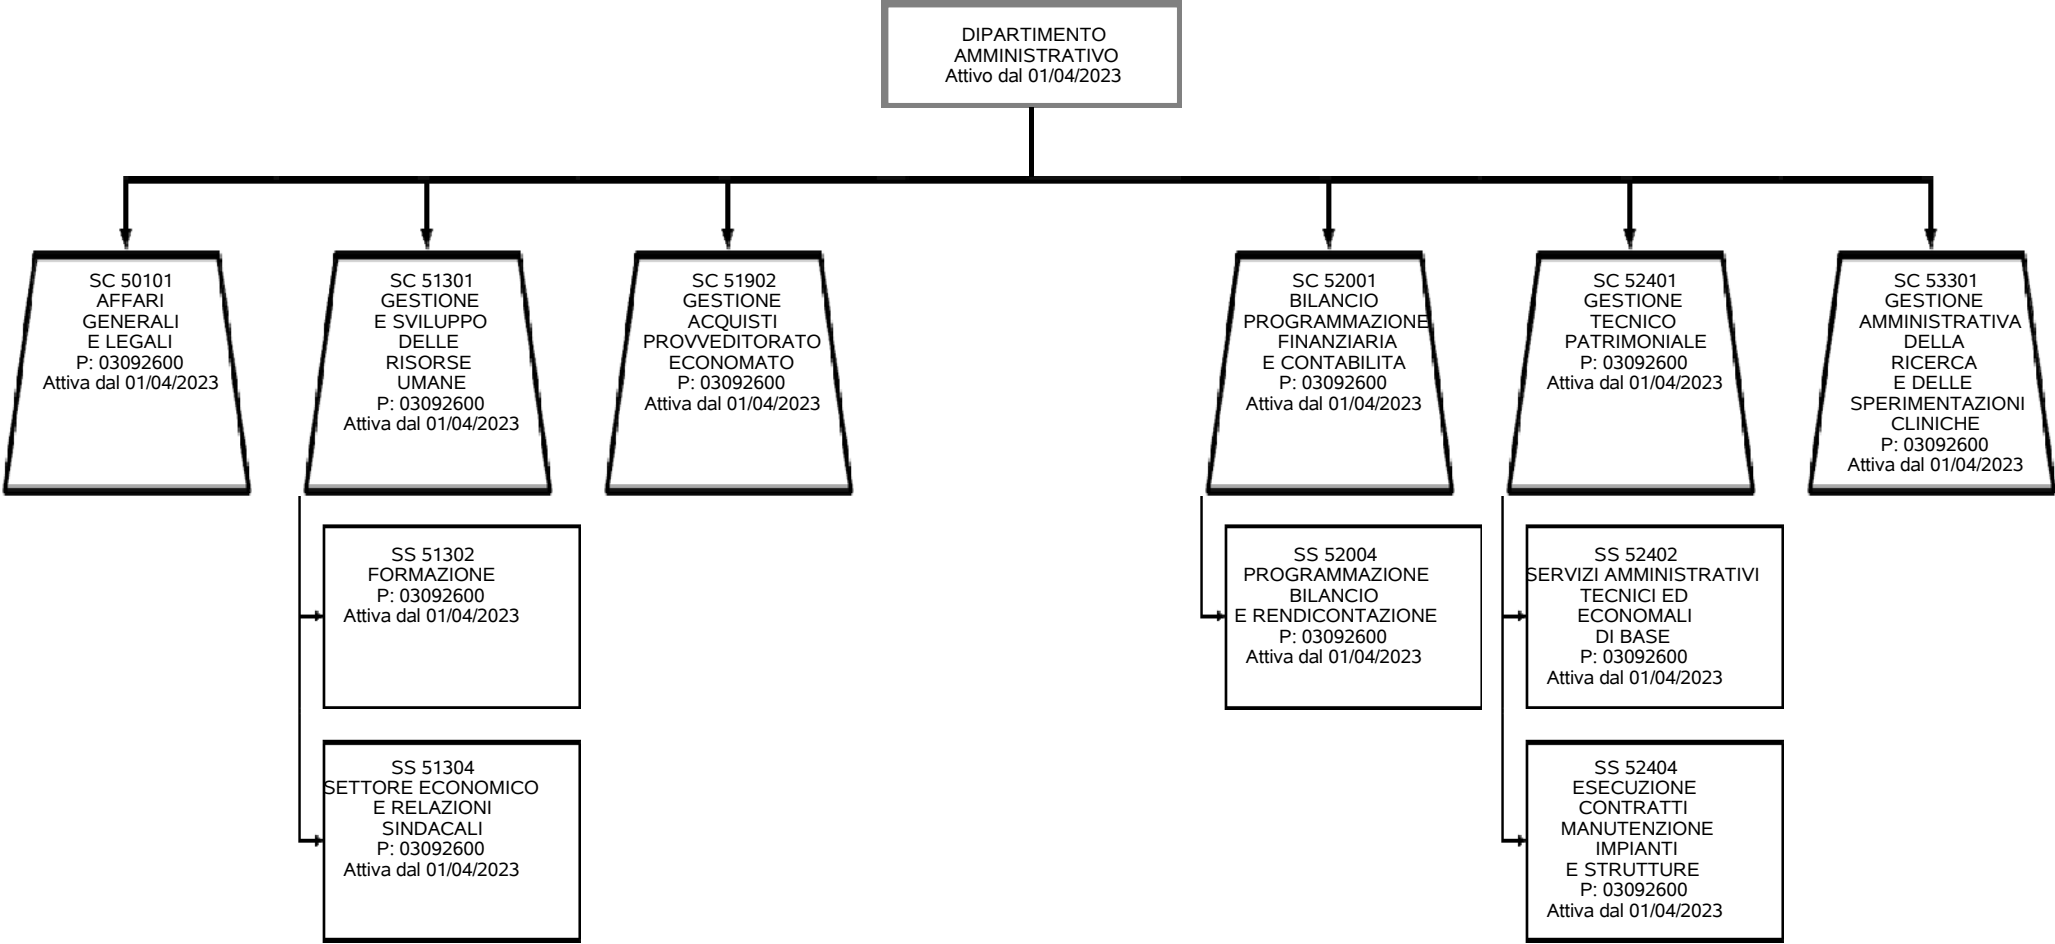 DIPARTIMENTO
AMMINISTRATIVO
Attivo dal 01/04/2023
SC 50101
AFFARI
GENERALI
E LEGALI
P: 03092600
Attiva dal 01/04/2023
SC 51301
GESTIONE
E SVILUPPO
DELLE
RISORSE
UMANE
P: 03092600
Attiva dal 01/04/2023
SC 51902
GESTIONE
ACQUISTI
PROVVEDITORATO
ECONOMATO
P: 03092600
Attiva dal 01/04/2023
SC 52001
BILANCIO
PROGRAMMAZIONE
FINANZIARIA
E CONTABILITA
P: 03092600
Attiva dal 01/04/2023
SC 52401
GESTIONE
TECNICO
PATRIMONIALE
P: 03092600
Attiva dal 01/04/2023
SC 53301
GESTIONE
AMMINISTRATIVA
DELLA
RICERCA
E DELLE
SPERIMENTAZIONI
CLINICHE
P: 03092600
Attiva dal 01/04/2023
SS 51302
FORMAZIONE
P: 03092600
Attiva dal 01/04/2023
SS 52004
PROGRAMMAZIONE
BILANCIO
E RENDICONTAZIONE
P: 03092600
Attiva dal 01/04/2023
SS 52402
SERVIZI AMMINISTRATIVI
TECNICI ED
ECONOMALI
DI BASE
P: 03092600
Attiva dal 01/04/2023
SS 51304
SETTORE ECONOMICO
E RELAZIONI
SINDACALI
P: 03092600
Attiva dal 01/04/2023
SS 52404
ESECUZIONE
CONTRATTI
MANUTENZIONE
IMPIANTI
E STRUTTURE
P: 03092600
Attiva dal 01/04/2023